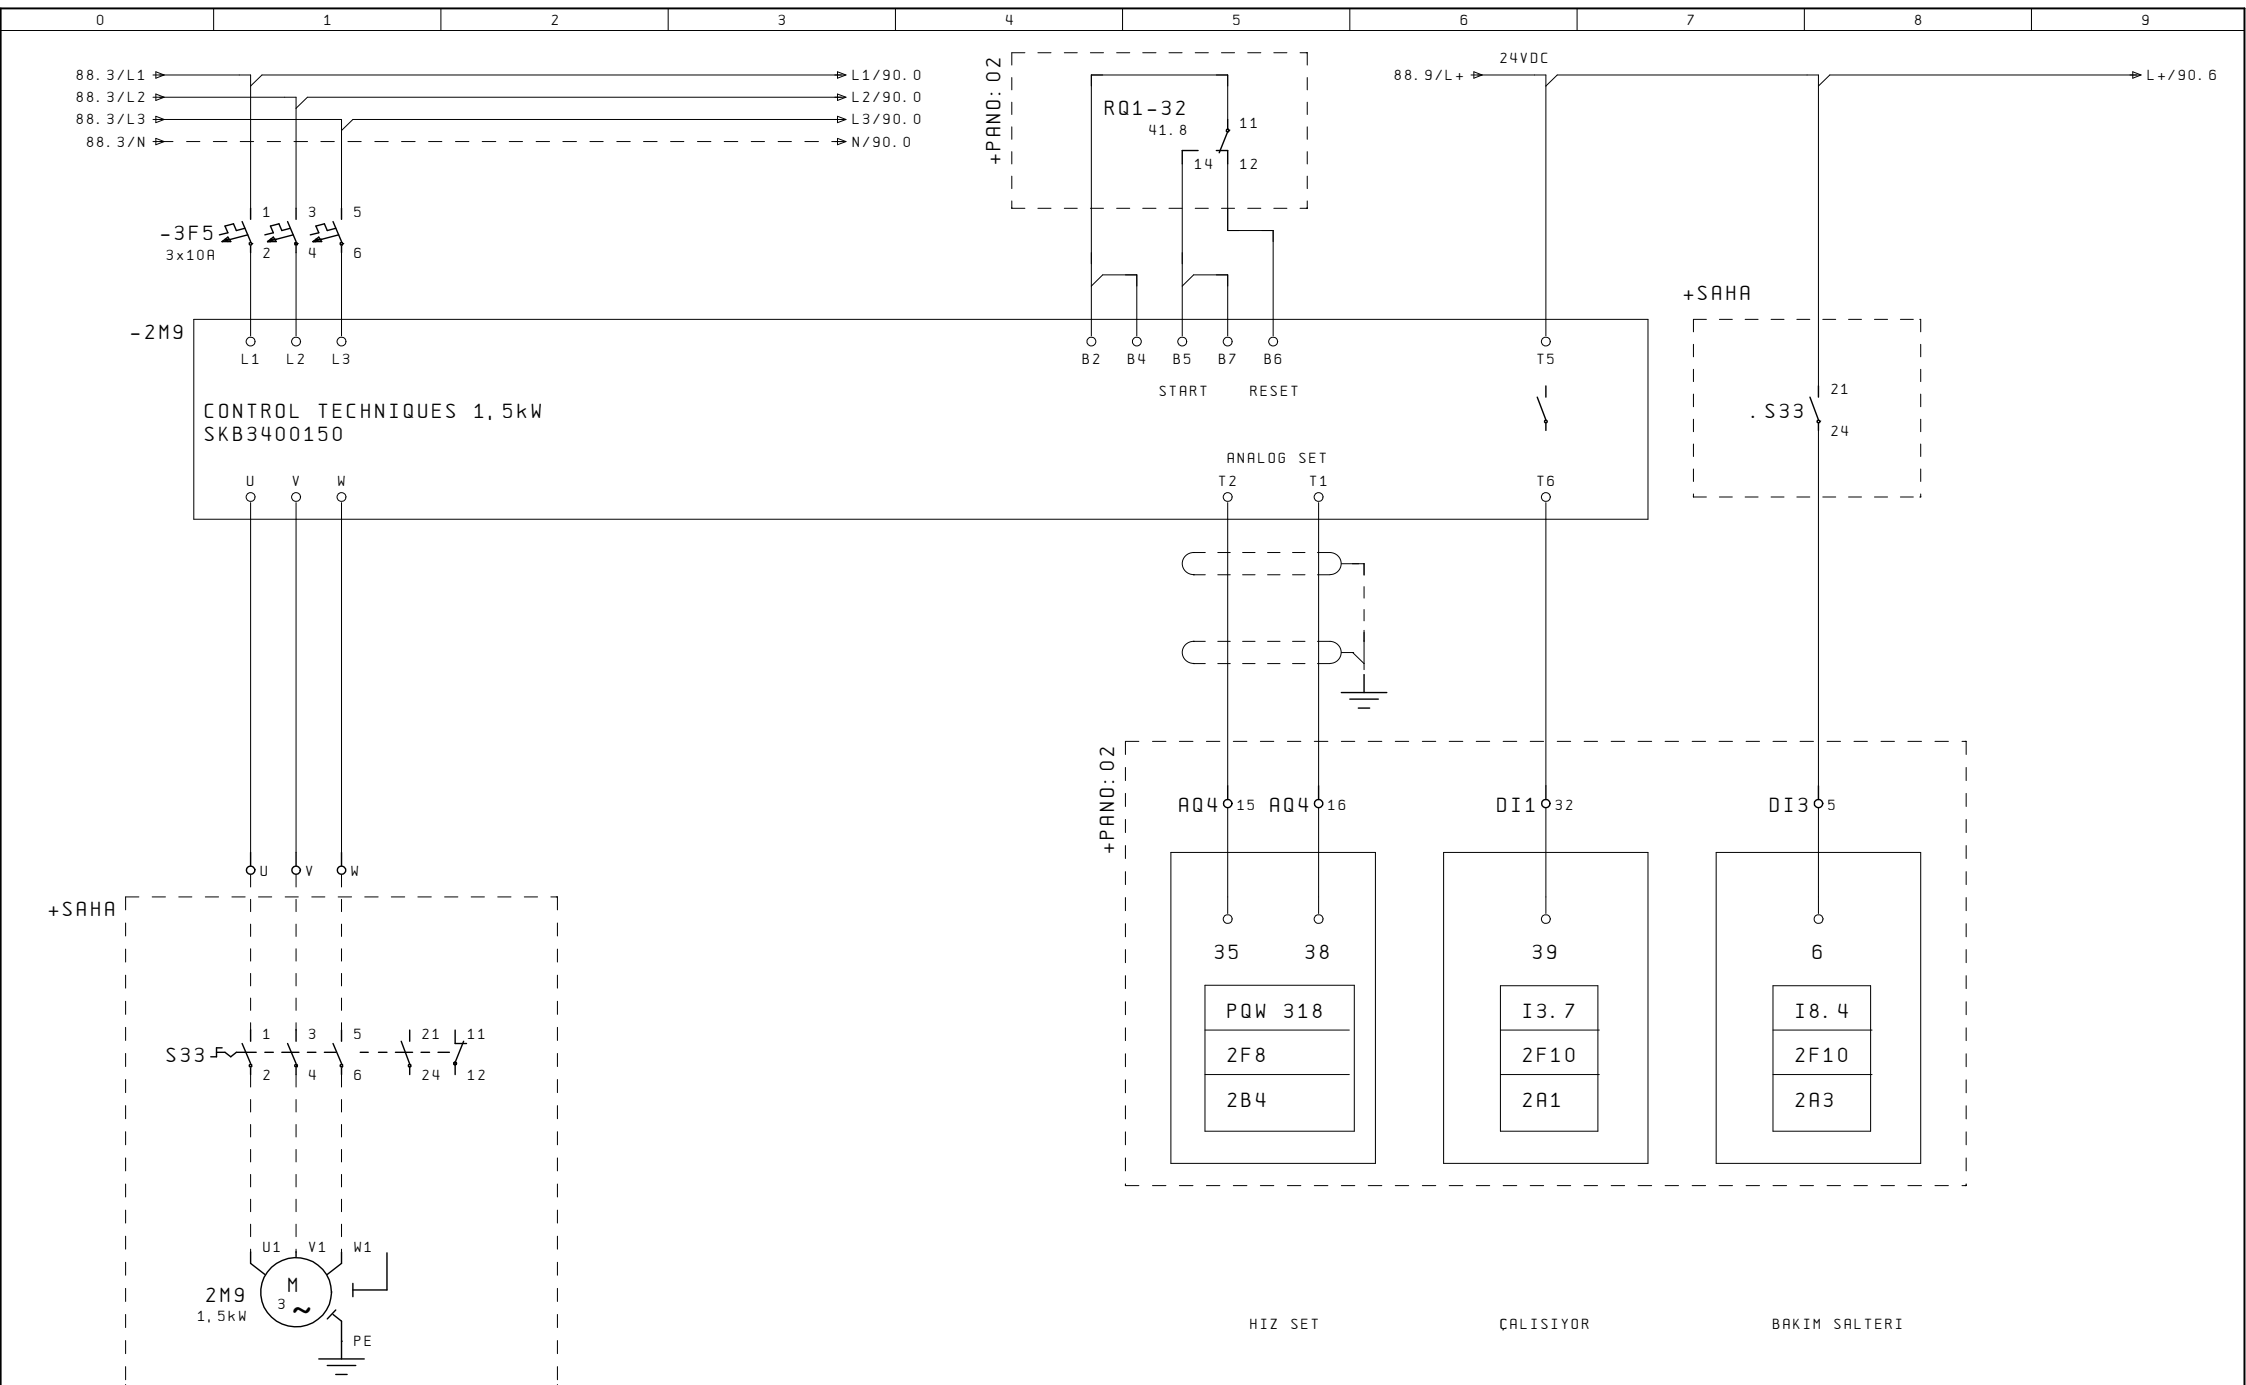 0 1 2 3 4 5 6 7 8 9
88.3/L1 L1/90.0
88.3/L2 L2/90.0
88.3/L3 L3/90.0
88.3/N N/90.0
+PANO:02
RQ1-32
41.8
11
14 12
24VDC
88.9/L+ L+/90.6
1 3 5
-3F5
3x10A
2 4 6
+SAHA
-2M9
L1 L2 L3 B2 B4 B5 B7 B6 T5
START RESET
CONTROL TECHNIQUES 1,5kW
SKB3400150
21
.S33
24
ANALOG SET
U V W T2 T1 T6
+PANO:02
AQ4 15 AQ4 16 DI1 32 DI3 5
U V W
+SAHA
35 38 39 6
PQW 318 I3.7 I8.4
2F8 2F10 2F10
2B4 2A1 2A3
1 3 5 21 11
S33
2 4 6 24 12
U1 V1 W1
M
3 ~
2M9
1,5kW
PE
HIZ SET ÇALISIYOR BAKIM SALTERI